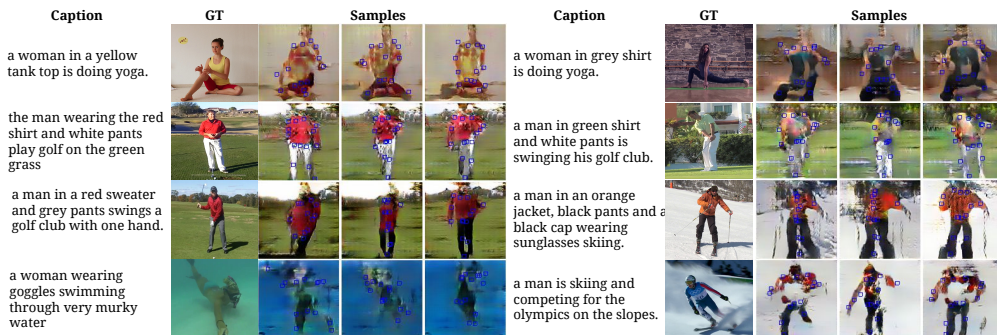 Caption GT Samples Caption GT Samples
a woman in a yellow
tank top is doing yoga.
a woman in grey shirt
is doing yoga.
the man wearing the red
shirt and white pants
play golf on the green
grass
a man in green shirt
and white pants is
swinging his golf club.
a man in a red sweater
and grey pants swings a
golf club with one hand.
a man in an orange
jacket, black pants and a
black cap wearing
sunglasses skiing.
a woman wearing
goggles swimming
through very murky
water
a man is skiing and
competing for the
olympics on the slopes.